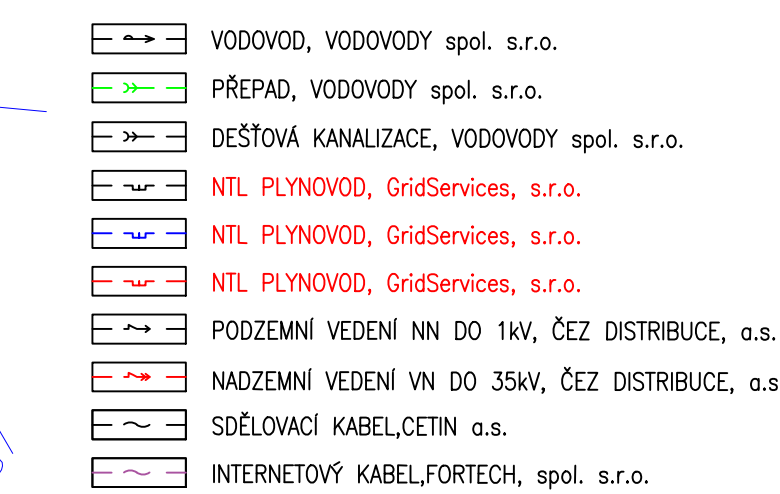 VODOVOD, VODOVODY spol. s.r.o.
PŘEPAD, VODOVODY spol. s.r.o.
DEŠŤOVÁ KANALIZACE, VODOVODY spol. s.r.o.
NTL PLYNOVOD, GridServices, s.r.o.
NTL PLYNOVOD, GridServices, s.r.o.
NTL PLYNOVOD, GridServices, s.r.o.
PODZEMNÍ VEDENÍ NN DO 1kV, ČEZ DISTRIBUCE, a.s.
NADZEMNÍ VEDENÍ VN DO 35kV, ČEZ DISTRIBUCE, a.s
SDĚLOVACÍ KABEL,CETIN a.s.
INTERNETOVÝ KABEL,FORTECH, spol. s.r.o.